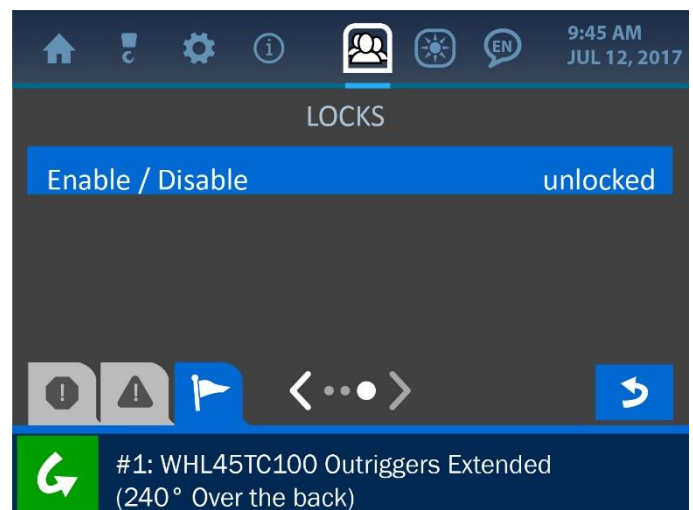 EN
9:45 AM
JUL 12, 2017
LOCKS
Enable / Disable unlocked
#1: WHL45TC100 Outriggers Extended
(240° Over the back)